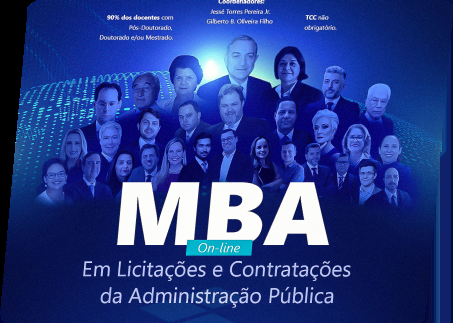 Coordenadores:
Jessé Torres Pereira Jr.
Gilberto B. Oliveira Filho
90% dos docentes com
Pós-Doutorado,
Doutorado e/ou Mestrado.
TCC não
obrigatório.
MBA
On-line
Em Licitações e Contratações
da Administração Pública